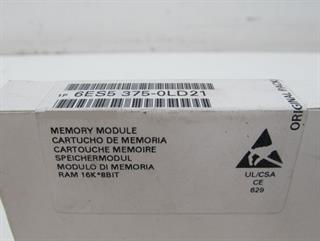 1P 6ES5 375-0LD21
MEMORY MODULE
CARTUCHO DE MEMORIA
CARTOUCHE MEMOIRE
SPEICHERMODUL
MODULO DI MEMORIA
RAM 16K*8BIT
UL/CSA
CE
629
ORIGINAL PACK